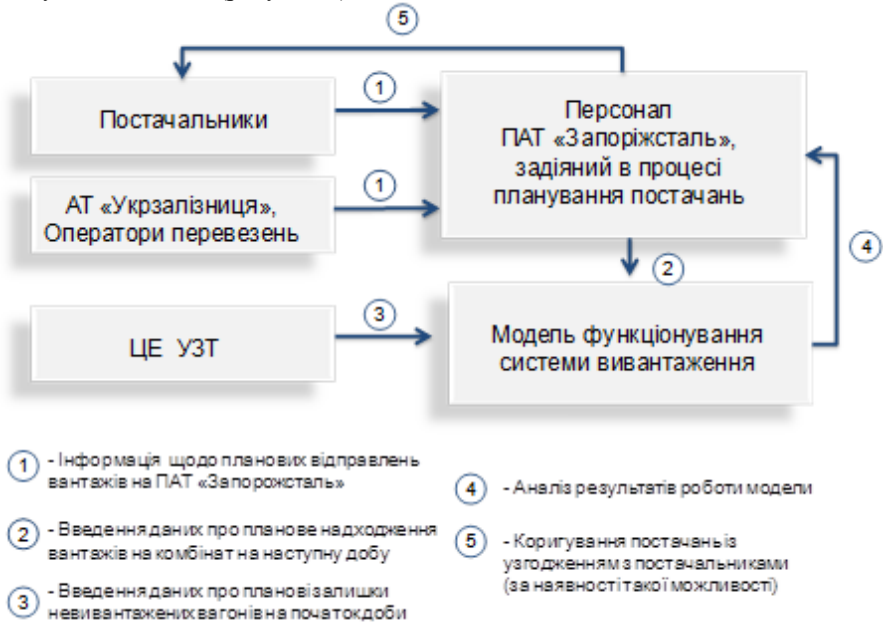 5
Постачальники
1
Персонал
ПАТ «Запоріжсталь»,
задіяний в процесі
планування постачань
АТ «Укрзалізниця»,
Оператори перевезень
1
4
2
ЦЕ УЗТ
3
Модель функціонування
системи вивантаження
1 - Інформація щодо планових відправлень
вантажів на ПАТ «Запорожсталь»
2 - Введення даних про планове надходження
вантажів на комбінат на наступну добу
3 - Введення даних про планові залишки
невивантажених вагонів на початок доби
4 - Аналіз результатів роботи моделі
5 - Коригування постачань із
узгодженням з постачальниками
(за наявності такої можливості)